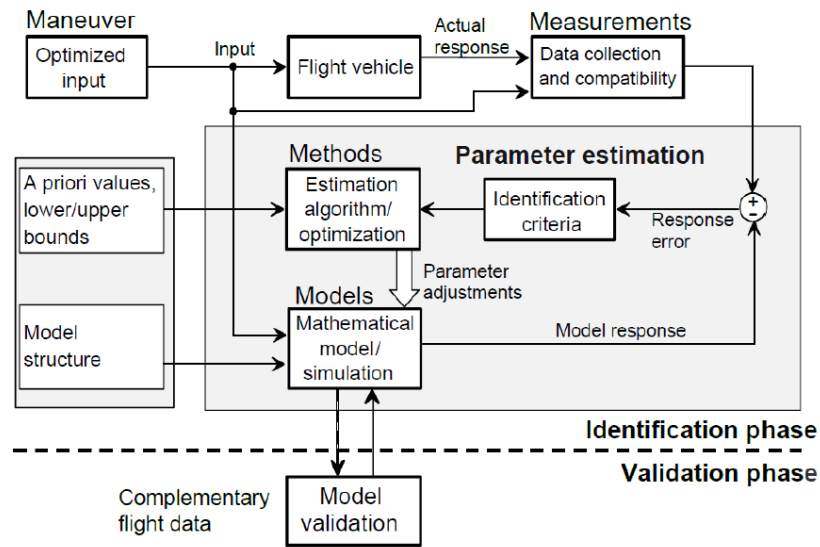 Maneuver
Optimized
input
Input
Flight vehicle
Actual
response
Measurements
Data collection
and compatibility
A priori values,
lower/upper
bounds
Model
structure
Methods
Estimation
algorithm/
optimization
Parameter estimation
Identification
criteria
Response
error
+
−
Parameter
adjustments
Models
Mathematical
model/
simulation
Model response
Identification phase
Validation phase
Complementary
flight data
Model
validation